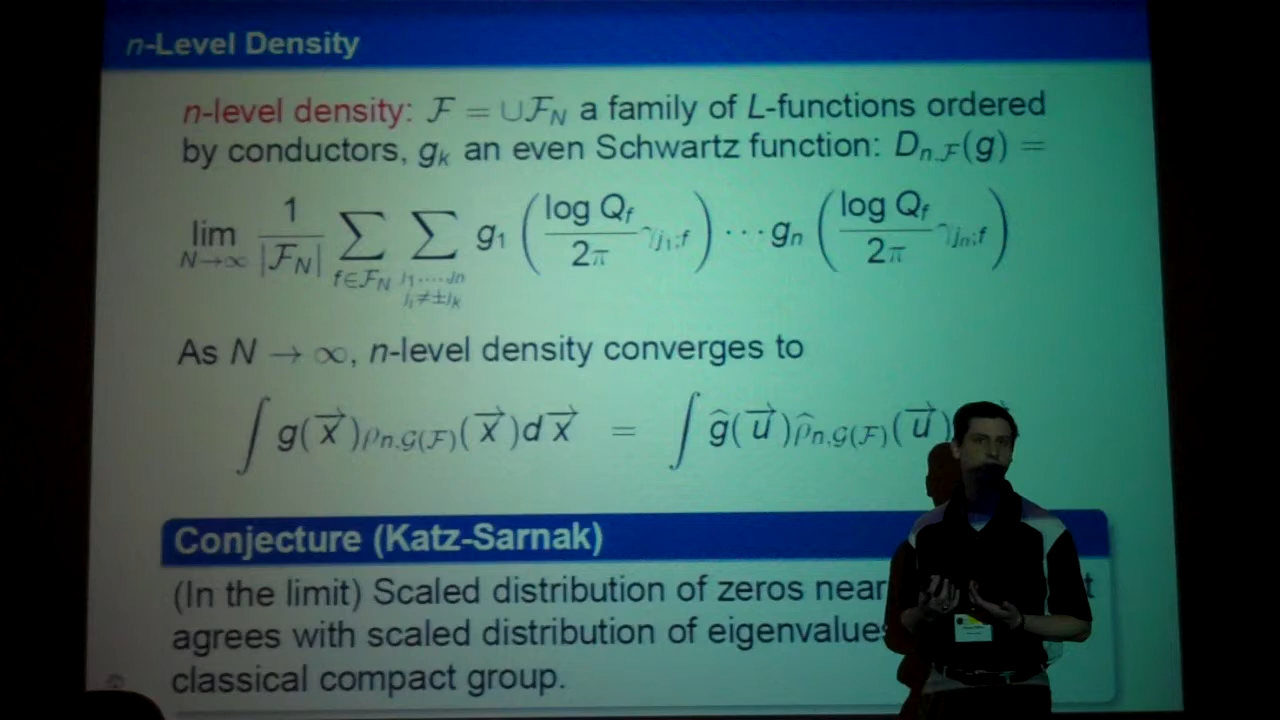 n-Level Density
n-level density: F = ∪F_N a family of L-functions ordered
by conductors, g_k an even Schwartz function: D_{n,F}(g) =
lim_{N→∞} 1/|F_N| ∑_{f∈F_N} ∑_{j_1,....,j_n j_i≠±j_k} g_1 ( log Q_f / 2π γ_{j_1;f} ) ··· g_n ( log Q_f / 2π γ_{j_n;f} )
As N → ∞, n-level density converges to
∫ g(x⃗)ρ_{n,G(F)}(x⃗)dx⃗ = ∫ ĝ(u⃗)ρ̂_{n,G(F)}(u⃗)
Conjecture (Katz-Sarnak)
(In the limit) Scaled distribution of zeros near
agrees with scaled distribution of eigenvalues
classical compact group.